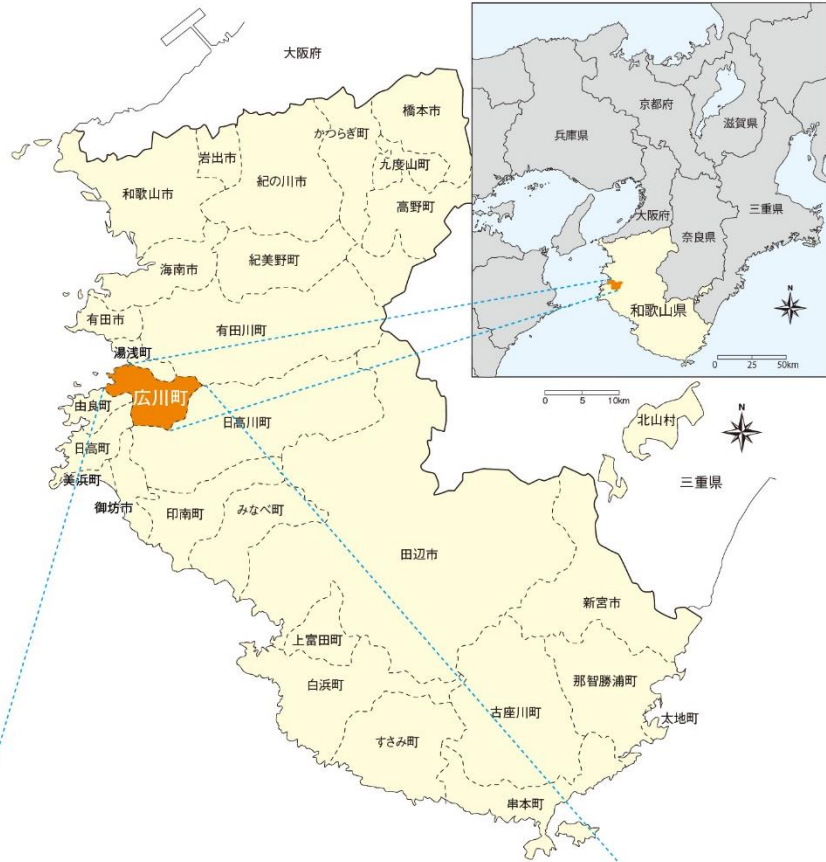 大阪府
橋本市
かつらぎ町
岩出市
九度山町
紀の川市
和歌山市
高野町
紀美野町
海南市
有田市
有田川町
湯浅町
広川町
由良町
日高川町
日高町
美浜町
御坊市
印南町
みなべ町
田辺市
新宮市
上富田町
白浜町
那智勝浦町
古座川町
太地町
すさみ町
串本町
北山村
三重県
N
0 5 10km
京都府
滋賀県
兵庫県
三重県
大阪府
奈良県
和歌山県
N
0 25 50km